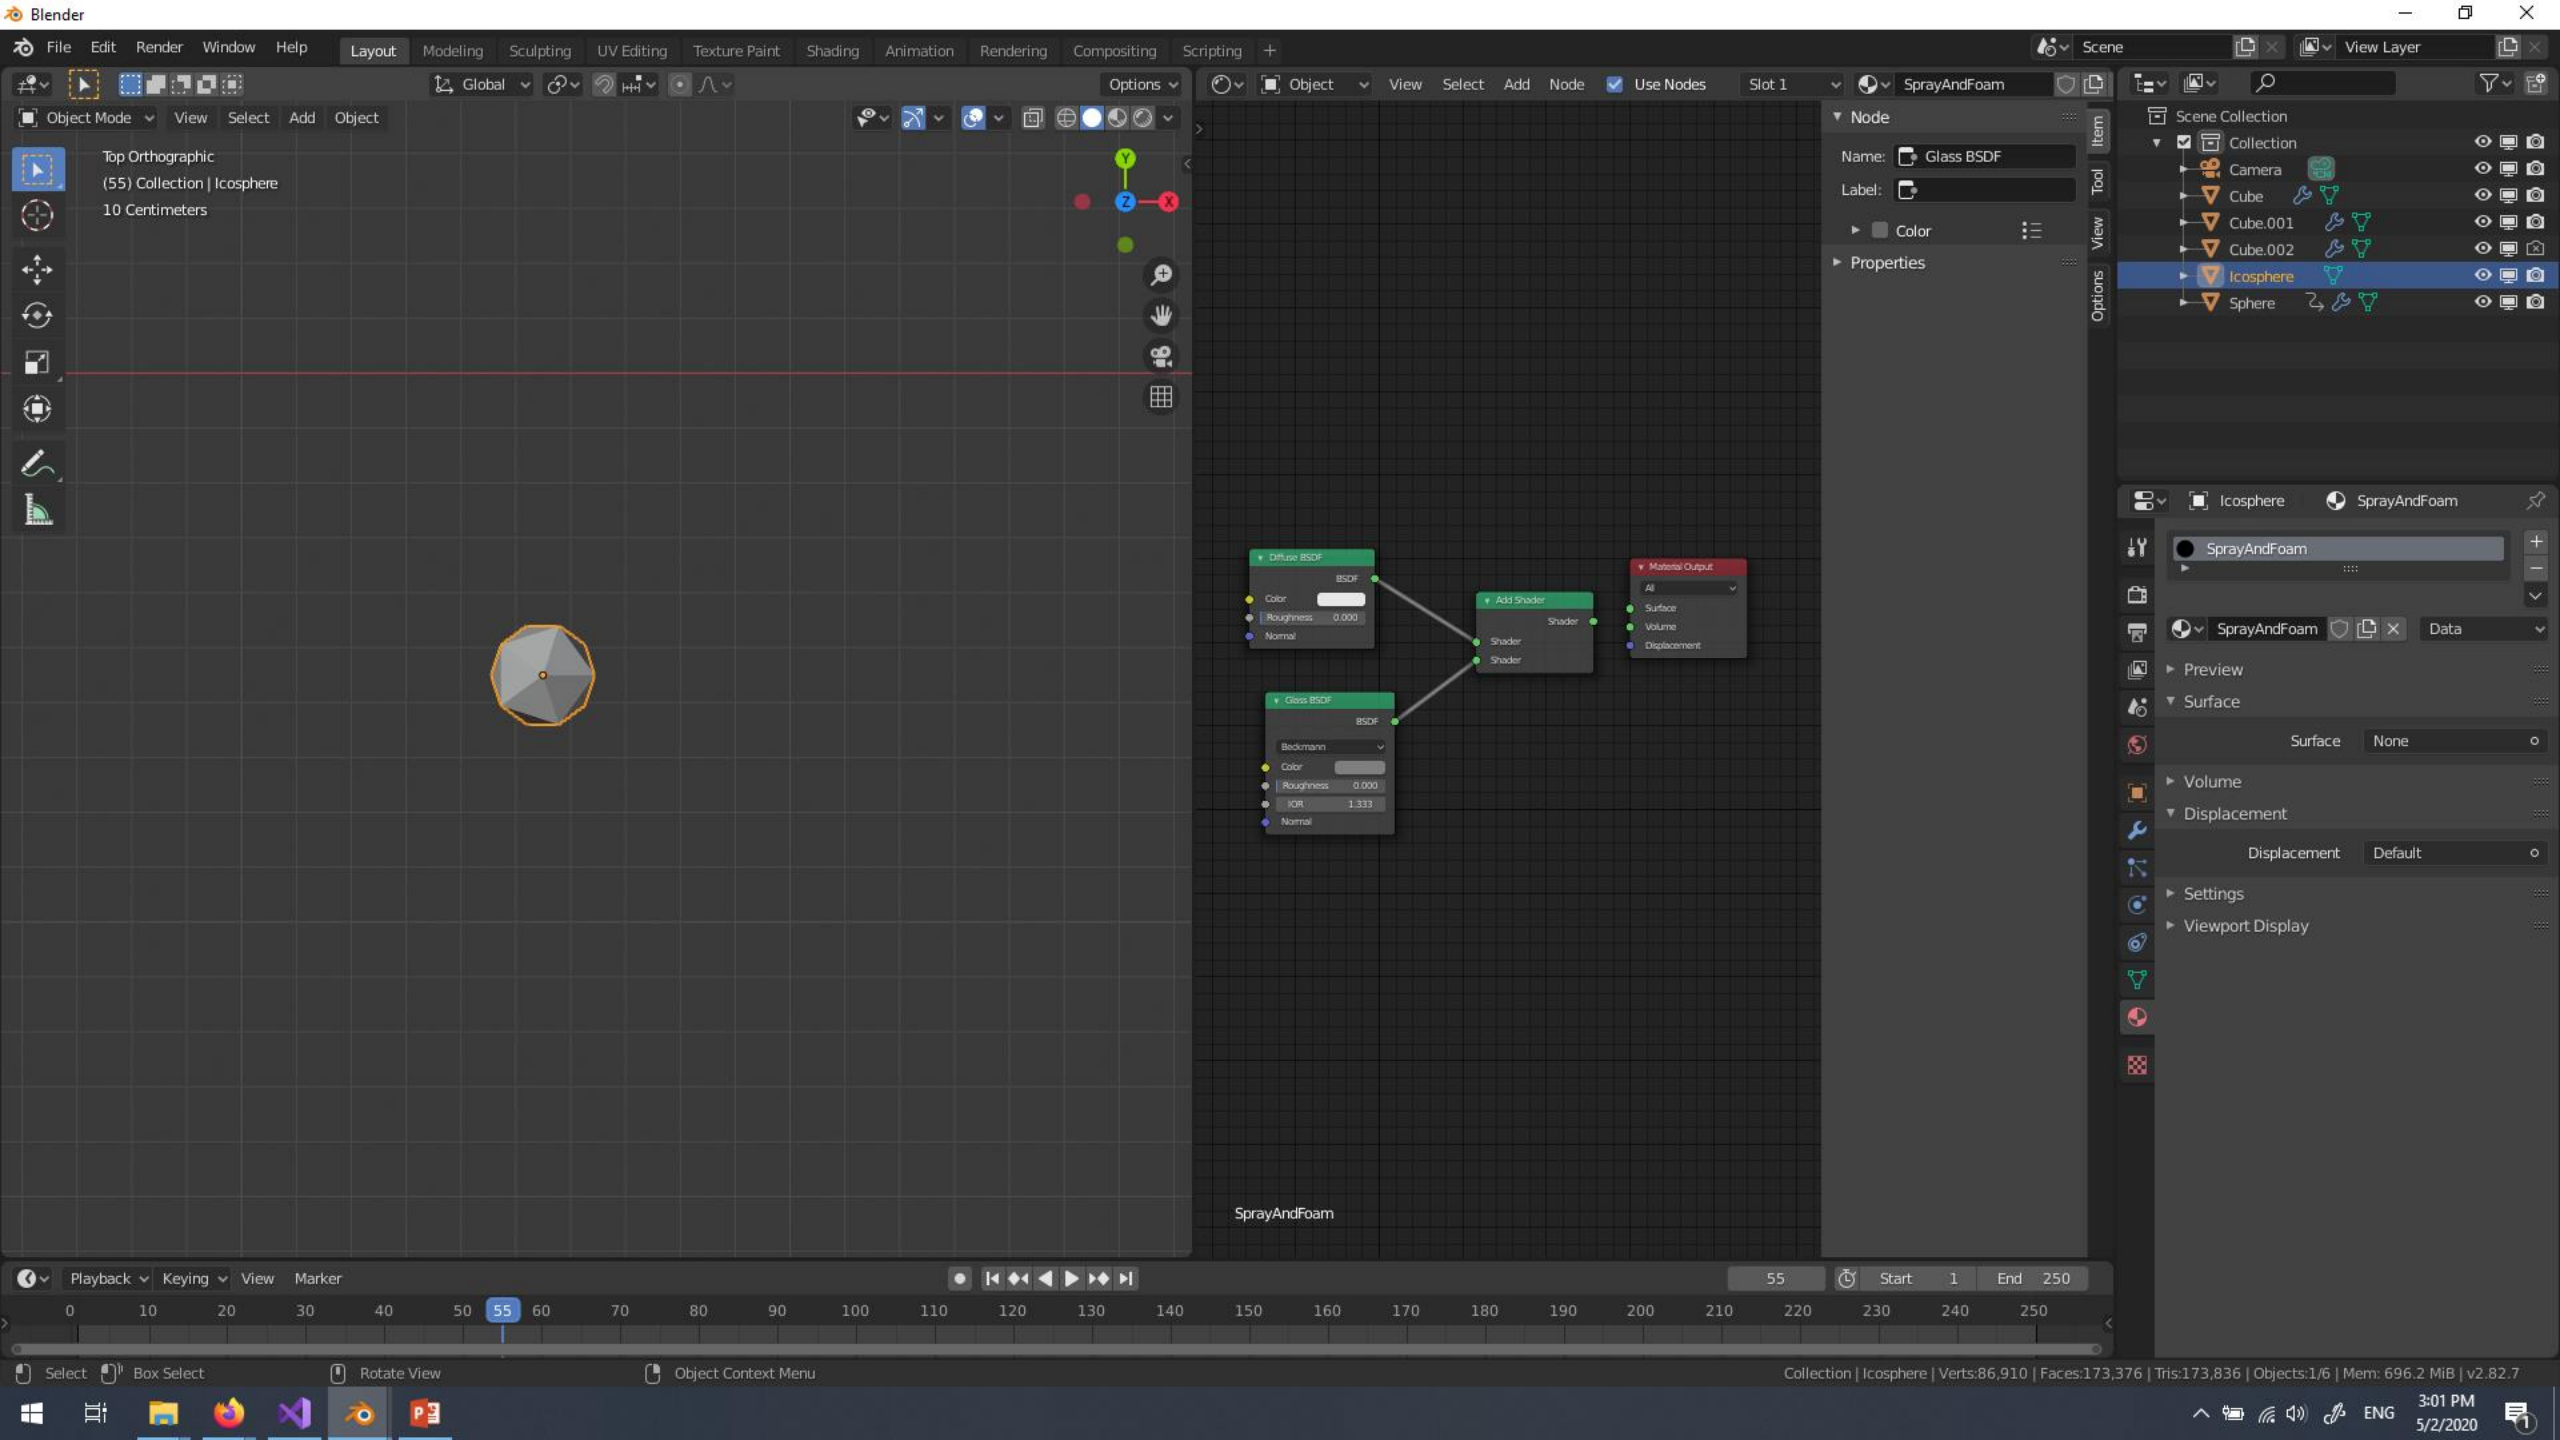 Blender
File Edit Render Window Help Layout Modeling Sculpting UV Editing Texture Paint Shading Animation Rendering Compositing Scripting + Scene View Layer
Global Options Object View Select Add Node Use Nodes Slot 1 SprayAndFoam
Object Mode View Select Add Object
Top Orthographic
(55) Collection | Icosphere
10 Centimeters
Y
Z
X
Node
Name: Glass BSDF
Label:
Color
Properties
Item
Tool
View
Options
Scene Collection
Collection
Camera
Cube
Cube.001
Cube.002
Icosphere
Sphere
Diffuse BSDF
BSDF
Color
Roughness 0.000
Normal
Glass BSDF
BSDF
Beckmann
Color
Roughness 0.000
IOR 1.333
Normal
Add Shader
Shader
Shader
Shader
Material Output
All
Surface
Volume
Displacement
SprayAndFoam
Icosphere SprayAndFoam
SprayAndFoam
SprayAndFoam Data
Preview
Surface
Surface None
Volume
Displacement
Displacement Default
Settings
Viewport Display
Playback Keying View Marker 55 Start 1 End 250
0 10 20 30 40 50 55 60 70 80 90 100 110 120 130 140 150 160 170 180 190 200 210 220 230 240 250
Select Box Select Rotate View Object Context Menu Collection | Icosphere | Verts:86,910 | Faces:173,376 | Tris:173,836 | Objects:1/6 | Mem: 696.2 MiB | v2.82.7
ENG 3:01 PM
5/2/2020
1